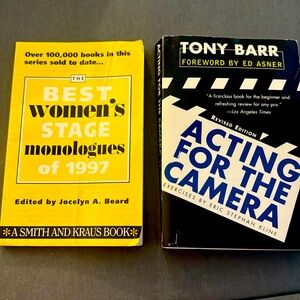 Over 100,000 books in this
series sold to date...
THE
BEST
women's
STAGE
monologues
of 1997
Edited by Jocelyn A. Beard
A SMITH AND KRAUS BOOK
TONY BARR
FOREWORD BY ED ASNER
"A first-class book for the beginner and
refreshing review for any pro."
—Los Angeles Times
REVISED EDITION
ACTING
FOR THE
CAMERA
EXERCISES BY ERIC STEPHAN KLINE